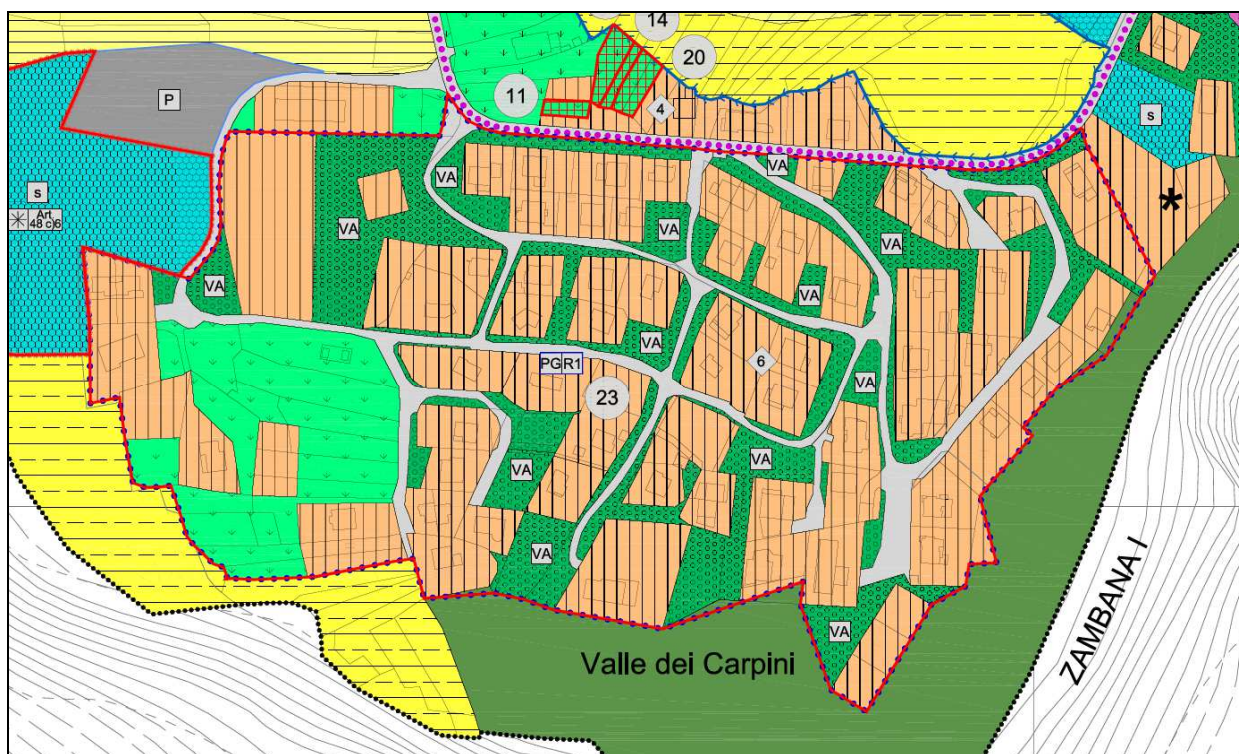 14
20
P
11
4
s
VA
s
VA
*
VA
Art
48 c)6
VA
VA
VA
VA
VA
VA
PGR1
6
VA
23
VA
VA
VA
VA
Valle dei Carpini
ZAMBANA I